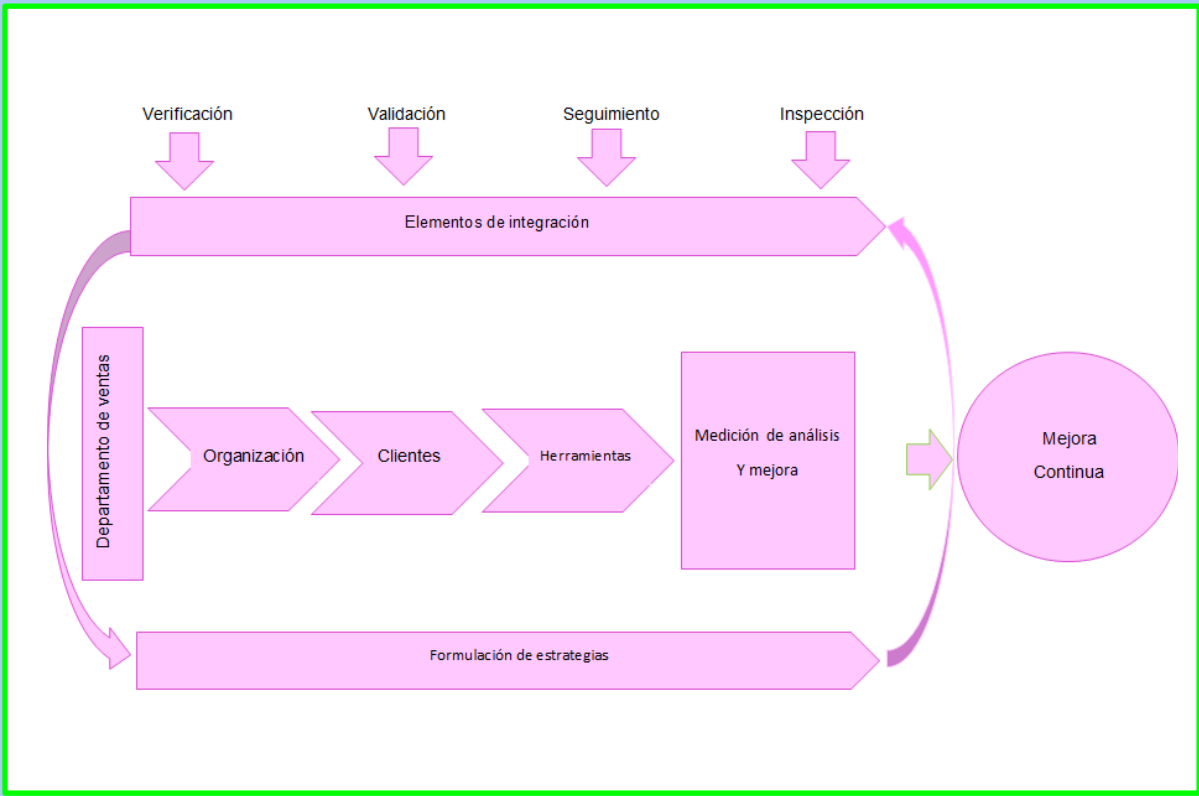 Verificación
Validación
Seguimiento
Inspección
Elementos de integración
Departamento de ventas
Organización
Clientes
Herramientas
Medición de análisis
Y mejora
Mejora
Continua
Formulación de estrategias